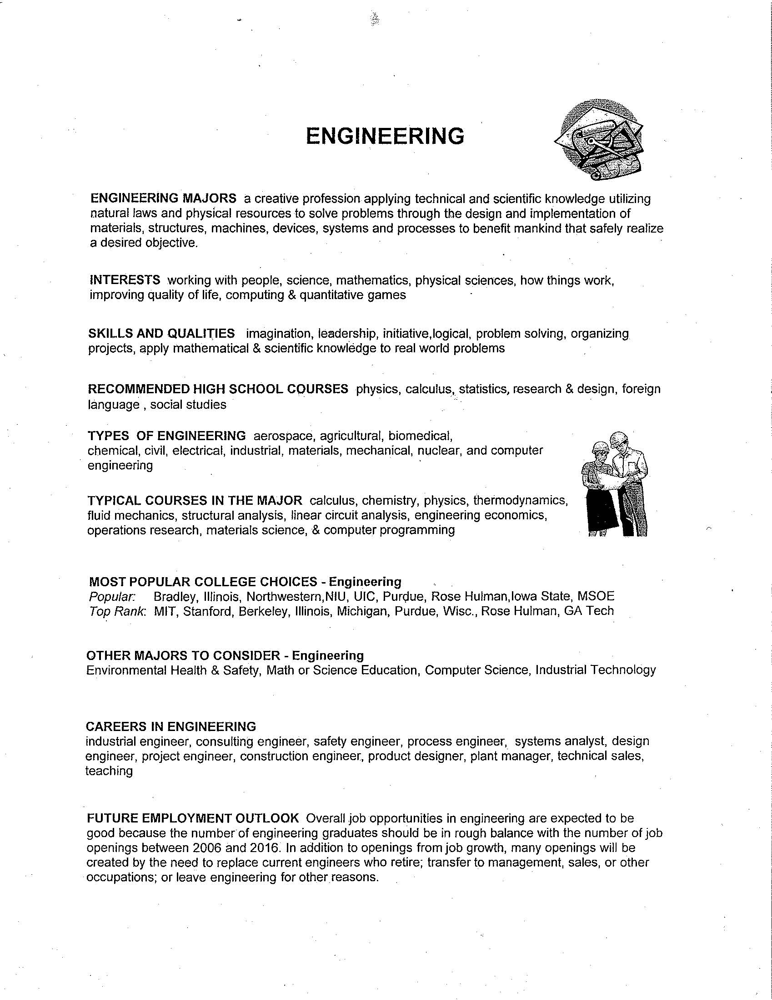 ENGINEERING
ENGINEERING MAJORS a creative profession applying technical and scientific knowledge utilizing
natural laws and physical resources to solve problems through the design and implementation of
materials, structures, machines, devices, systems and processes to benefit mankind that safely realize
a desired objective.
INTERESTS working with people, science, mathematics, physical sciences, how things work,
improving quality of life, computing & quantitative games
SKILLS AND QUALITIES imagination, leadership, initiative,logical, problem solving, organizing
projects, apply mathematical & scientific knowledge to real world problems
RECOMMENDED HIGH SCHOOL COURSES physics, calculus, statistics, research & design, foreign
language , social studies
TYPES OF ENGINEERING aerospace, agricultural, biomedical,
chemical, civil, electrical, industrial, materials, mechanical, nuclear, and computer
engineering
TYPICAL COURSES IN THE MAJOR calculus, chemistry, physics, thermodynamics,
fluid mechanics, structural analysis, linear circuit analysis, engineering economics,
operations research, materials science, & computer programming
MOST POPULAR COLLEGE CHOICES - Engineering
Popular: Bradley, Illinois, Northwestern,NIU, UIC, Purdue, Rose Hulman,Iowa State, MSOE
Top Rank: MIT, Stanford, Berkeley, Illinois, Michigan, Purdue, Wisc., Rose Hulman, GA Tech
OTHER MAJORS TO CONSIDER - Engineering
Environmental Health & Safety, Math or Science Education, Computer Science, Industrial Technology
CAREERS IN ENGINEERING
industrial engineer, consulting engineer, safety engineer, process engineer, systems analyst, design
engineer, project engineer, construction engineer, product designer, plant manager, technical sales,
teaching
FUTURE EMPLOYMENT OUTLOOK Overall job opportunities in engineering are expected to be
good because the number of engineering graduates should be in rough balance with the number of job
openings between 2006 and 2016. In addition to openings from job growth, many openings will be
created by the need to replace current engineers who retire; transfer to management, sales, or other
occupations; or leave engineering for other reasons.